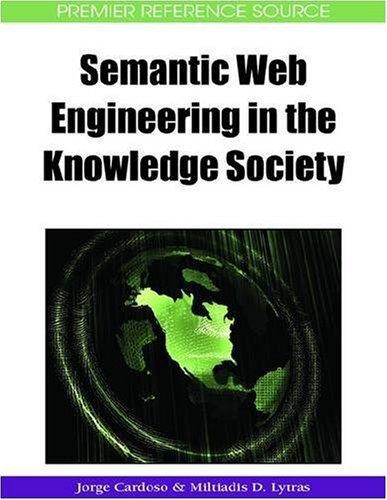 PREMIER REFERENCE SOURCE
Semantic Web
Engineering in the
Knowledge Society
Jorge Cardoso & Miltiadis D. Lytras